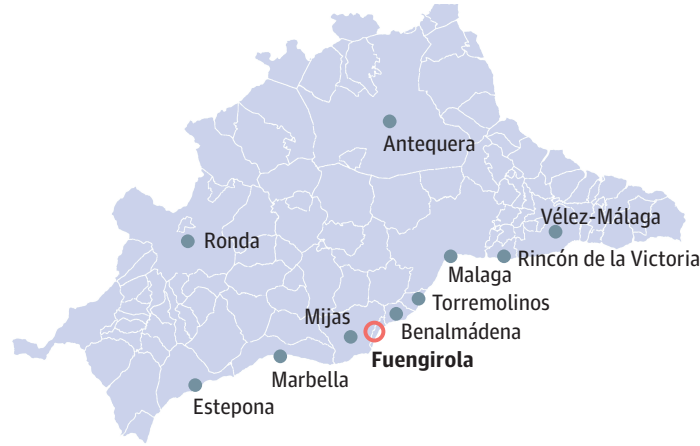 Antequera
Vélez-Málaga
Ronda
Rincón de la Victoria
Malaga
Torremolinos
Mijas
Benalmádena
Fuengirola
Marbella
Estepona